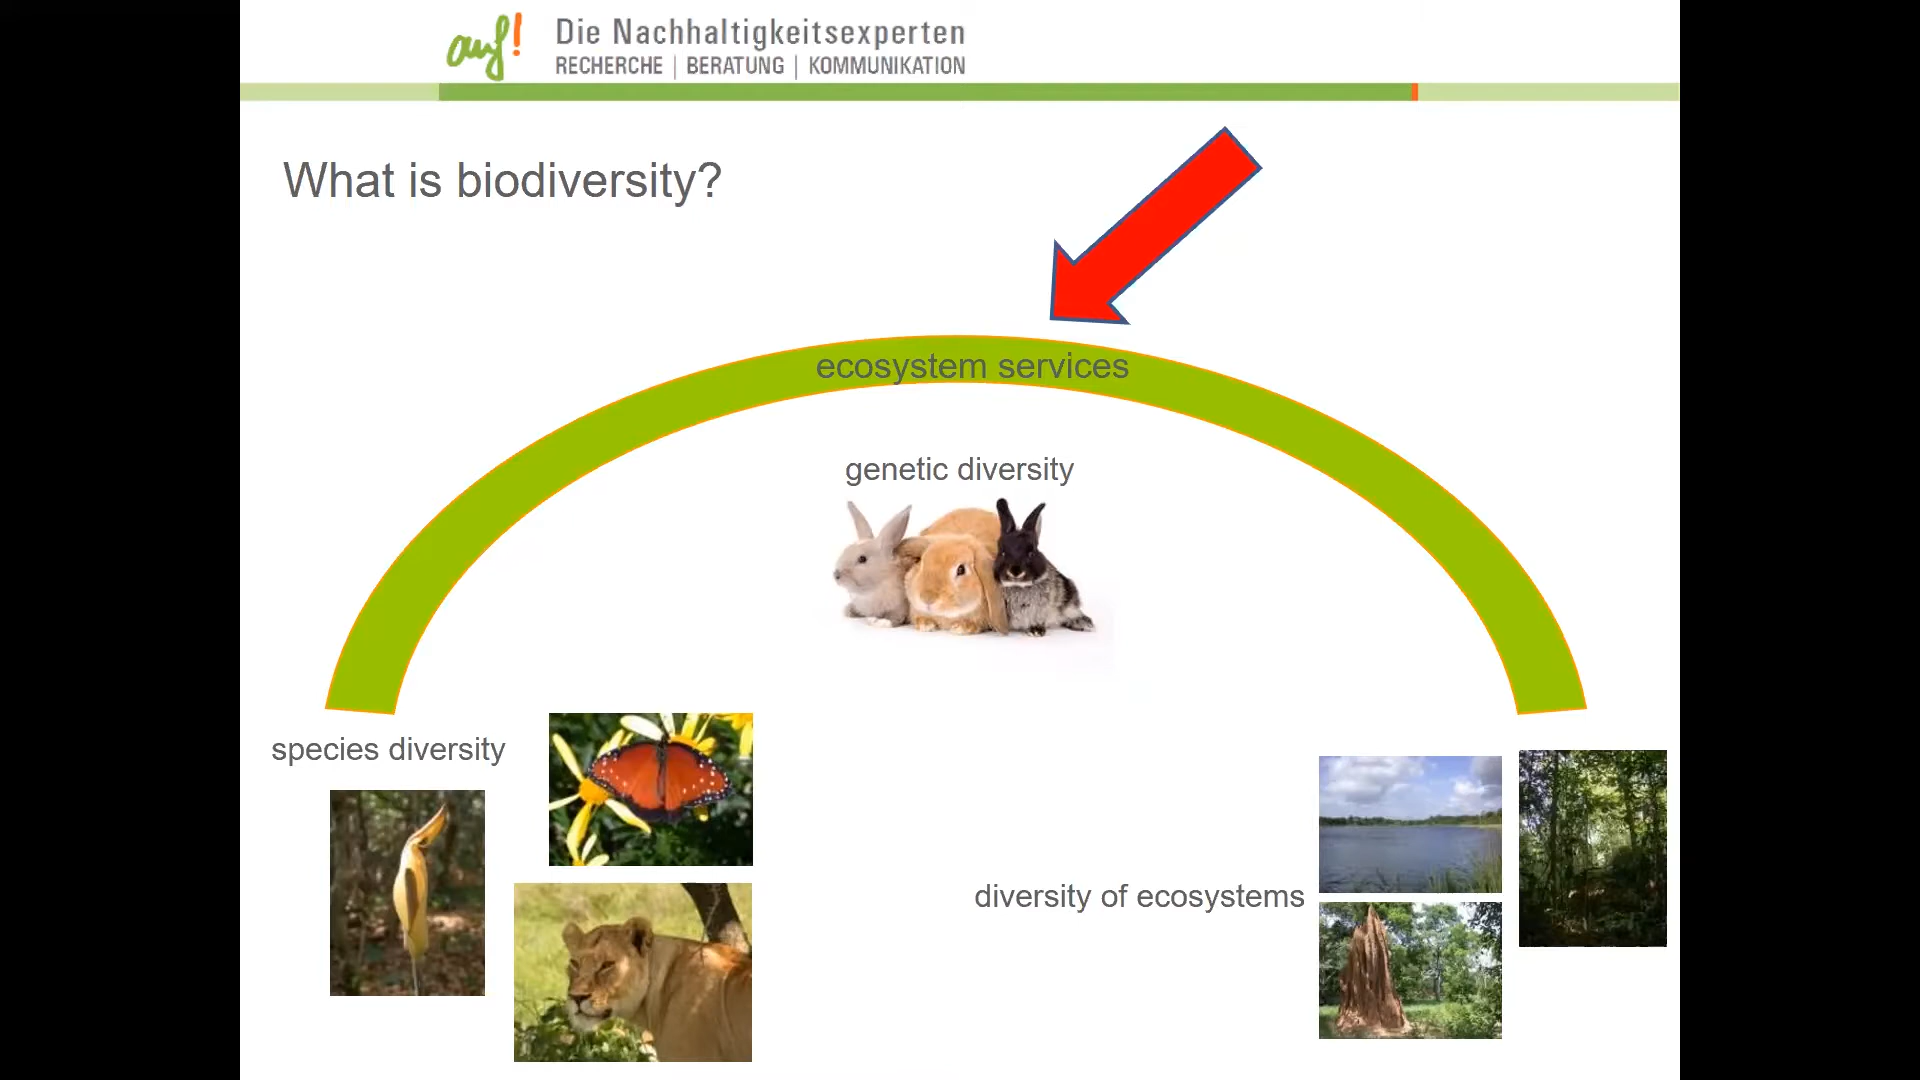 auf!
Die Nachhaltigkeitsexperten
RECHERCHE | BERATUNG | KOMMUNIKATION
What is biodiversity?
ecosystem services
genetic diversity
species diversity
diversity of ecosystems